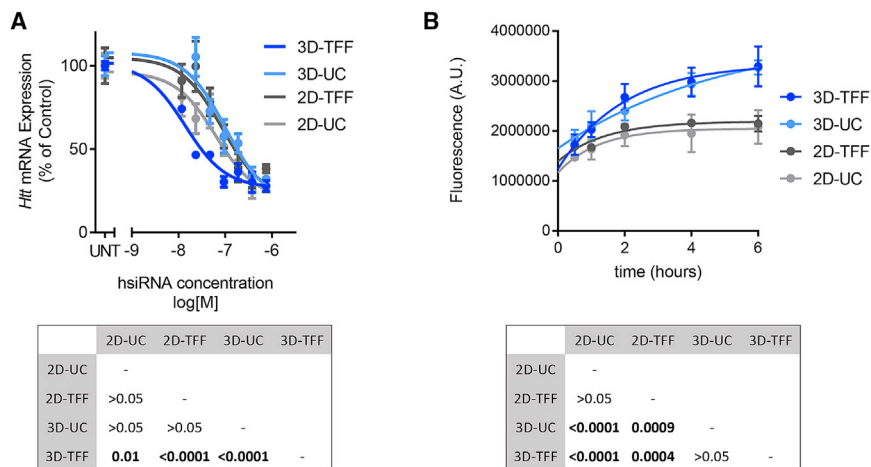 A
Htt mRNA Expression
(% of Control)
100
50
0
UNT -9 -8 -7 -6 -5
hsiRNA concentration
log[M]
3D-TFF
3D-UC
2D-TFF
2D-UC
2D-UC 2D-TFF 3D-UC 3D-TFF
2D-UC -
2D-TFF >0.05 -
3D-UC >0.05 >0.05 -
3D-TFF 0.01 <0.0001 <0.0001 -
B
Fluorescence (A.U.)
4000000
3000000
2000000
1000000
0
0 2 4 6
time (hours)
3D-TFF
3D-UC
2D-TFF
2D-UC
2D-UC 2D-TFF 3D-UC 3D-TFF
2D-UC -
2D-TFF >0.05 -
3D-UC <0.0001 0.0009 -
3D-TFF <0.0001 0.0004 >0.05 -